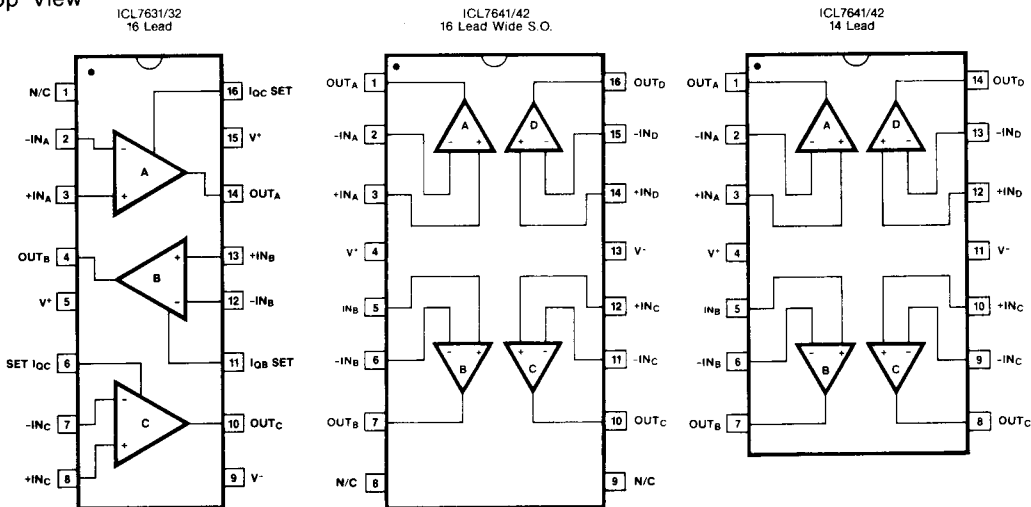 Top View
ICL7631/32
16 Lead
N/C 1
-INA 2
+INA 3
OUTB 4
V+ 5
SET IQC 6
-INC 7
+INC 8
16 IQC SET
15 V+
14 OUTA
13 +INB
12 -INB
11 IQB SET
10 OUTC
9 V-
- A +
B + -
- C +
ICL7641/42
16 Lead Wide S.O.
OUTA 1
-INA 2
+INA 3
V+ 4
INB 5
-INB 6
OUTB 7
N/C 8
16 OUTD
15 -IND
14 +IND
13 V-
12 +INC
11 -INC
10 OUTC
9 N/C
A D
- + + -
- + + -
B C
ICL7641/42
14 Lead
OUTA 1
-INA 2
+INA 3
V+ 4
INB 5
-INB 6
OUTB 7
14 OUTD
13 -IND
12 +IND
11 V-
10 +INC
9 -INC
8 OUTC
A D
- + + -
- + + -
B C